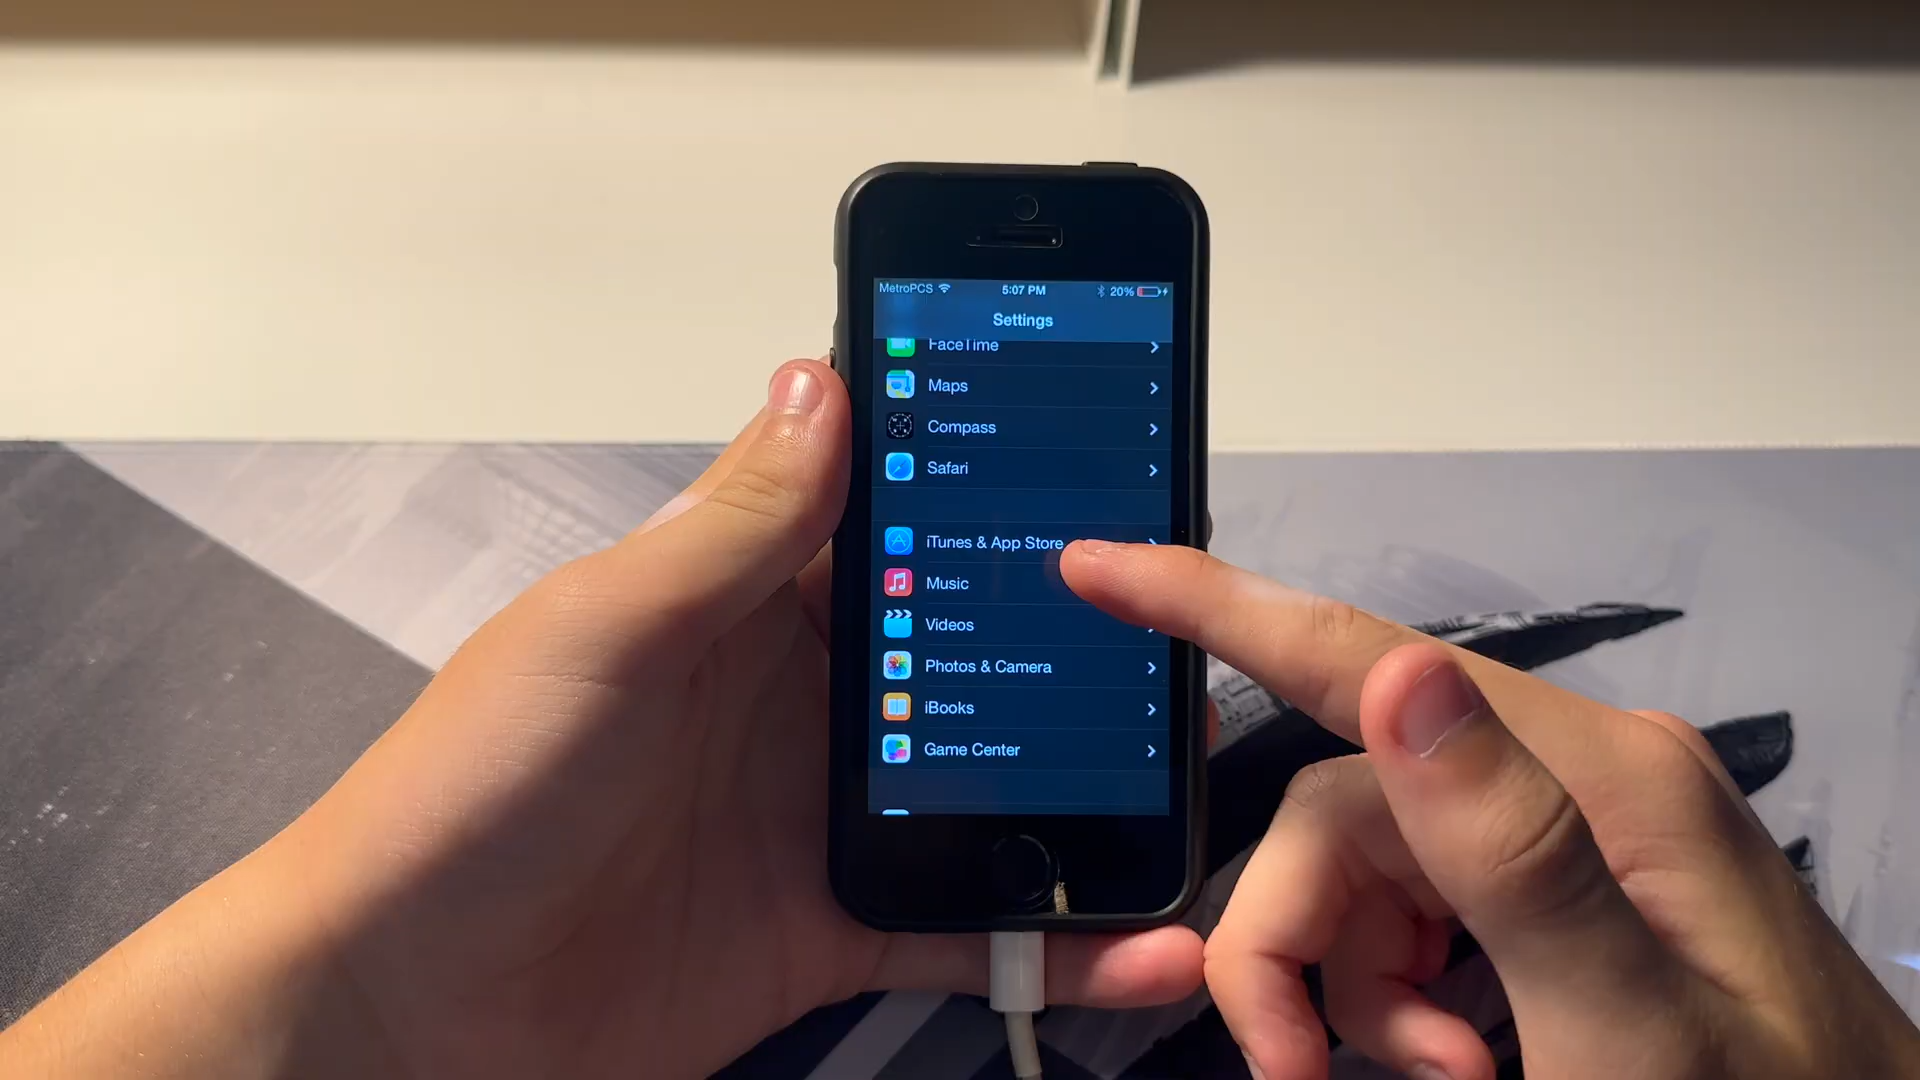 MetroPCS 5:07 PM 20%
Settings
FaceTime
Maps
Compass
Safari
iTunes & App Store
Music
Videos
Photos & Camera
iBooks
Game Center